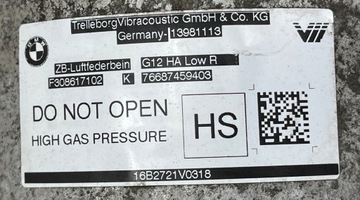 TrelleborgVibracoustic GmbH & Co. KG
Germany-13981113
BMW
ZB-Luftfederbein G12 HA Low R
F308617102 K 76687459403
DO NOT OPEN
HIGH GAS PRESSURE
HS
16B2721V0318